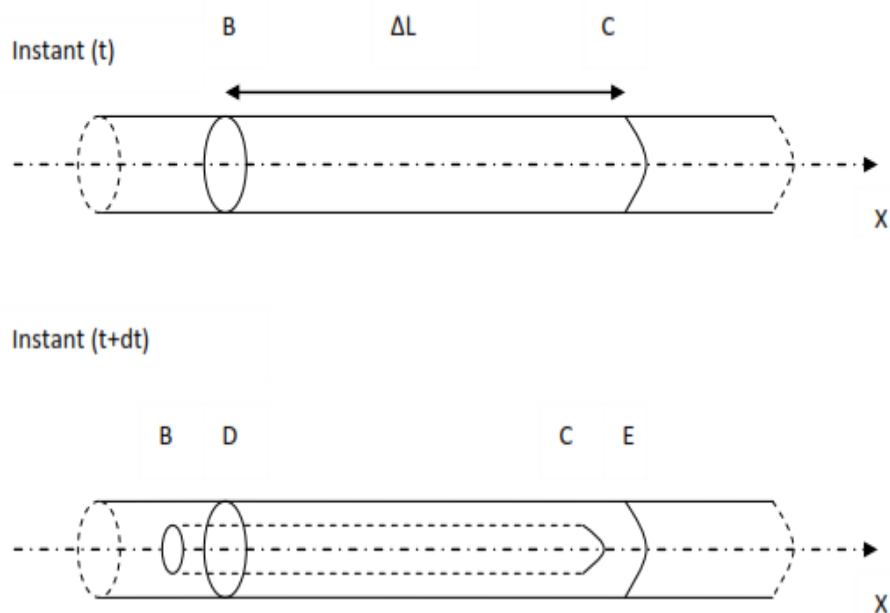 B ΔL C
Instant (t)
X
Instant (t+dt)
B D C E
X